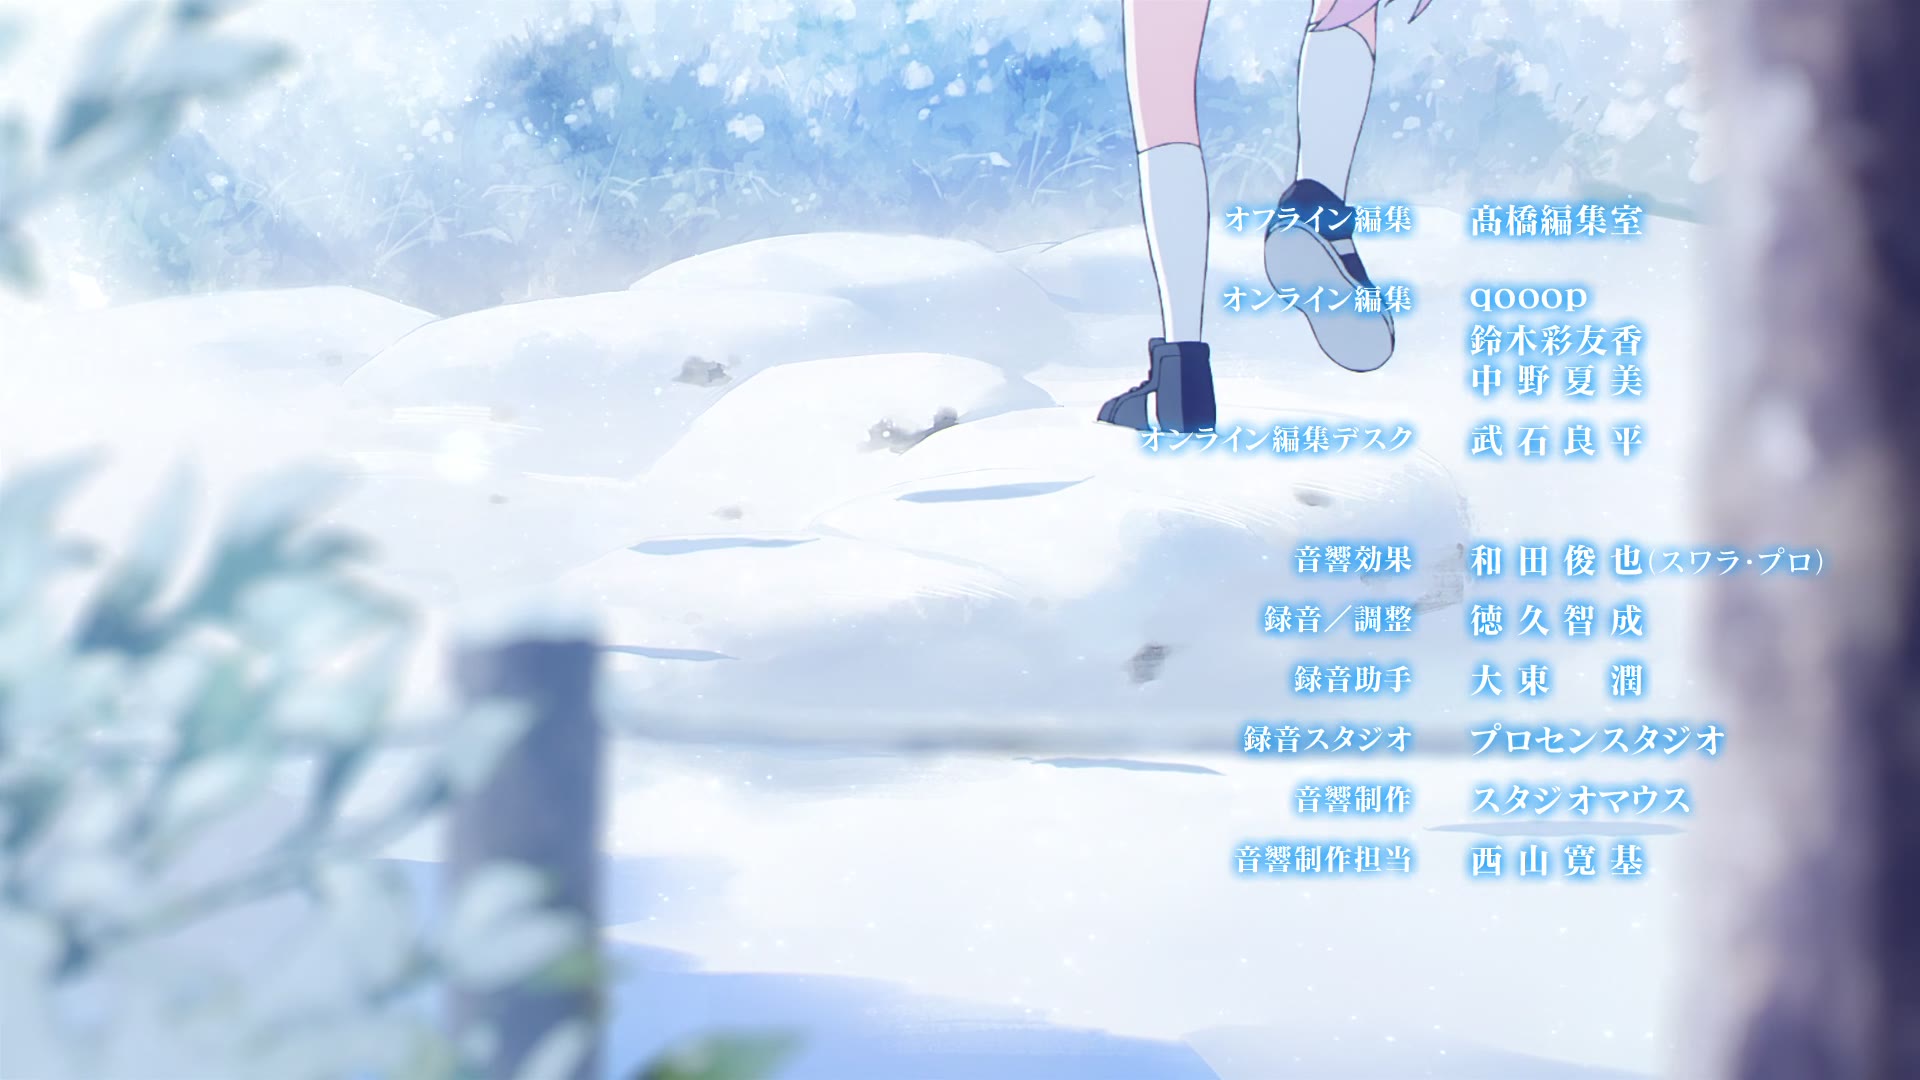 オフライン編集 髙橋編集室
オンライン編集 qooop
鈴木彩友香
中野夏美
オンライン編集デスク 武石良平
音響効果 和田俊也(スワラ・プロ)
録音／調整 徳久智成
録音助手 大東 潤
録音スタジオ プロセンスタジオ
音響制作 スタジオマウス
音響制作担当 西山寛基